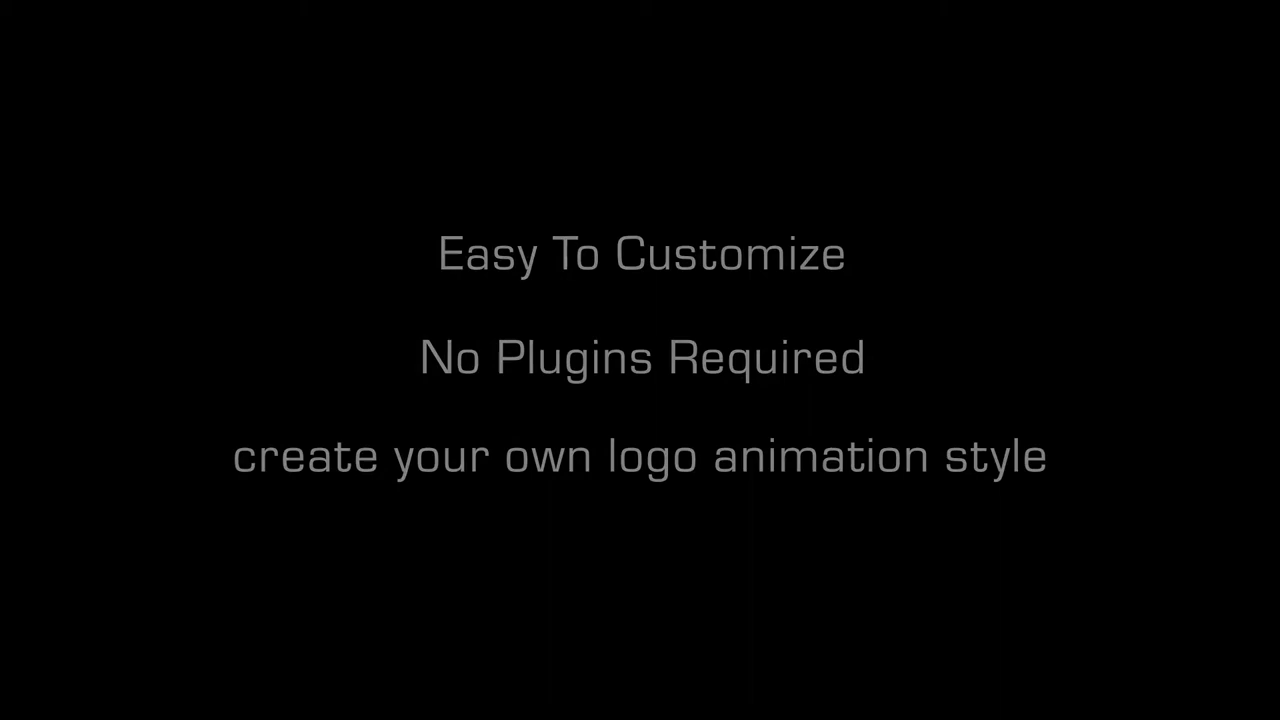 Easy To Customize
No Plugins Required
create your own logo animation style